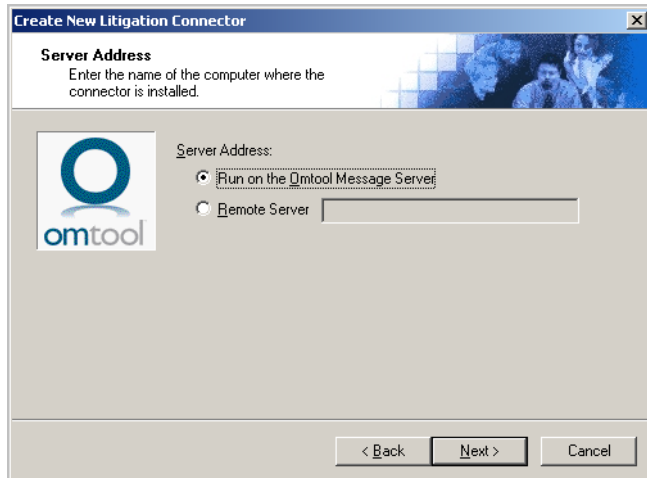 Create New Litigation Connector
Server Address
Enter the name of the computer where the
connector is installed.
omtool
Server Address:
Run on the Omtool Message Server
Remote Server
< Back
Next >
Cancel